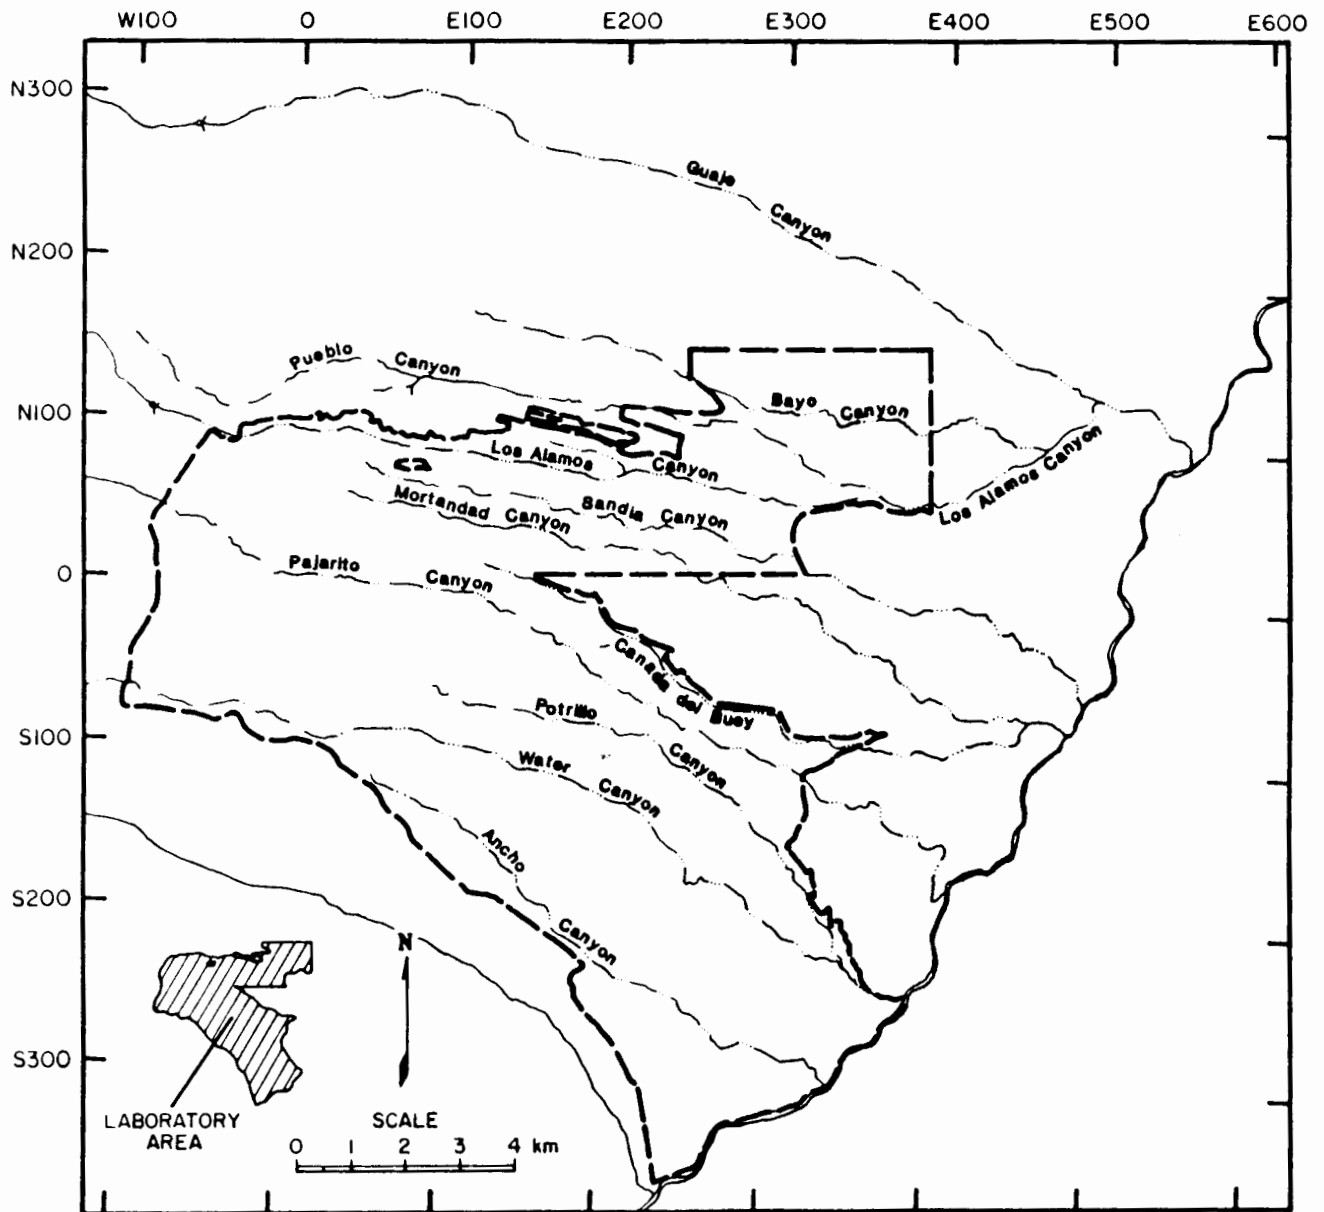 W100 0 E100 E200 E300 E400 E500 E600
N300
N200
N100
0
S100
S200
S300
Guaje Canyon
Pueblo Canyon
Bayo Canyon
Los Alamos Canyon
Los Alamos Canyon
Sandia Canyon
Mortandad Canyon
Pajarito Canyon
Canada del Buey
Potrillo Canyon
Water Canyon
Ancho Canyon
N
LABORATORY
AREA
SCALE
0 1 2 3 4 km